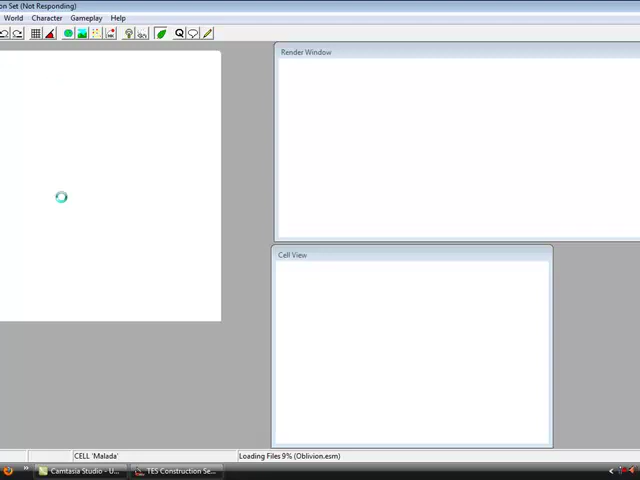 on Set (Not Responding)
World Character Gameplay Help
Render Window
Cell View
CELL 'Malada' Loading Files 9% (Oblivion.esm)
Camtasia Studio - U... TES Construction Se...